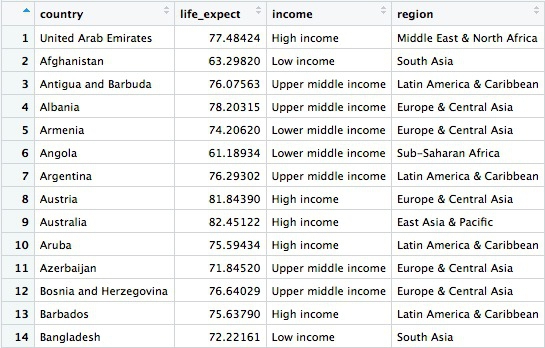 country life_expect income region
1 United Arab Emirates 77.48424 High income Middle East & North Africa
2 Afghanistan 63.29820 Low income South Asia
3 Antigua and Barbuda 76.07563 Upper middle income Latin America & Caribbean
4 Albania 78.20315 Upper middle income Europe & Central Asia
5 Armenia 74.20620 Lower middle income Europe & Central Asia
6 Angola 61.18934 Lower middle income Sub-Saharan Africa
7 Argentina 76.29302 Upper middle income Latin America & Caribbean
8 Austria 81.84390 High income Europe & Central Asia
9 Australia 82.45122 High income East Asia & Pacific
10 Aruba 75.59434 High income Latin America & Caribbean
11 Azerbaijan 71.84520 Upper middle income Europe & Central Asia
12 Bosnia and Herzegovina 76.64029 Upper middle income Europe & Central Asia
13 Barbados 75.63790 High income Latin America & Caribbean
14 Bangladesh 72.22161 Low income South Asia